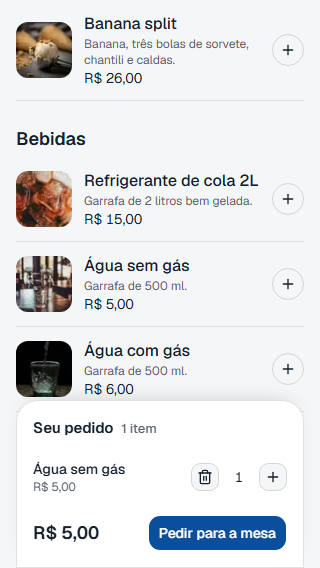 Banana split
Banana, três bolas de sorvete,
chantili e caldas.
R$ 26,00
Bebidas
Refrigerante de cola 2L
Garrafa de 2 litros bem gelada.
R$ 15,00
Água sem gás
Garrafa de 500 ml.
R$ 5,00
Água com gás
Garrafa de 500 ml.
R$ 6,00
Seu pedido 1 item
Água sem gás
R$ 5,00
1
R$ 5,00
Pedir para a mesa